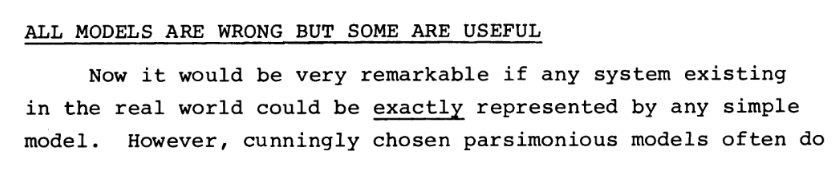 ALL MODELS ARE WRONG BUT SOME ARE USEFUL
Now it would be very remarkable if any system existing
in the real world could be exactly represented by any simple
model. However, cunningly chosen parsimonious models often do